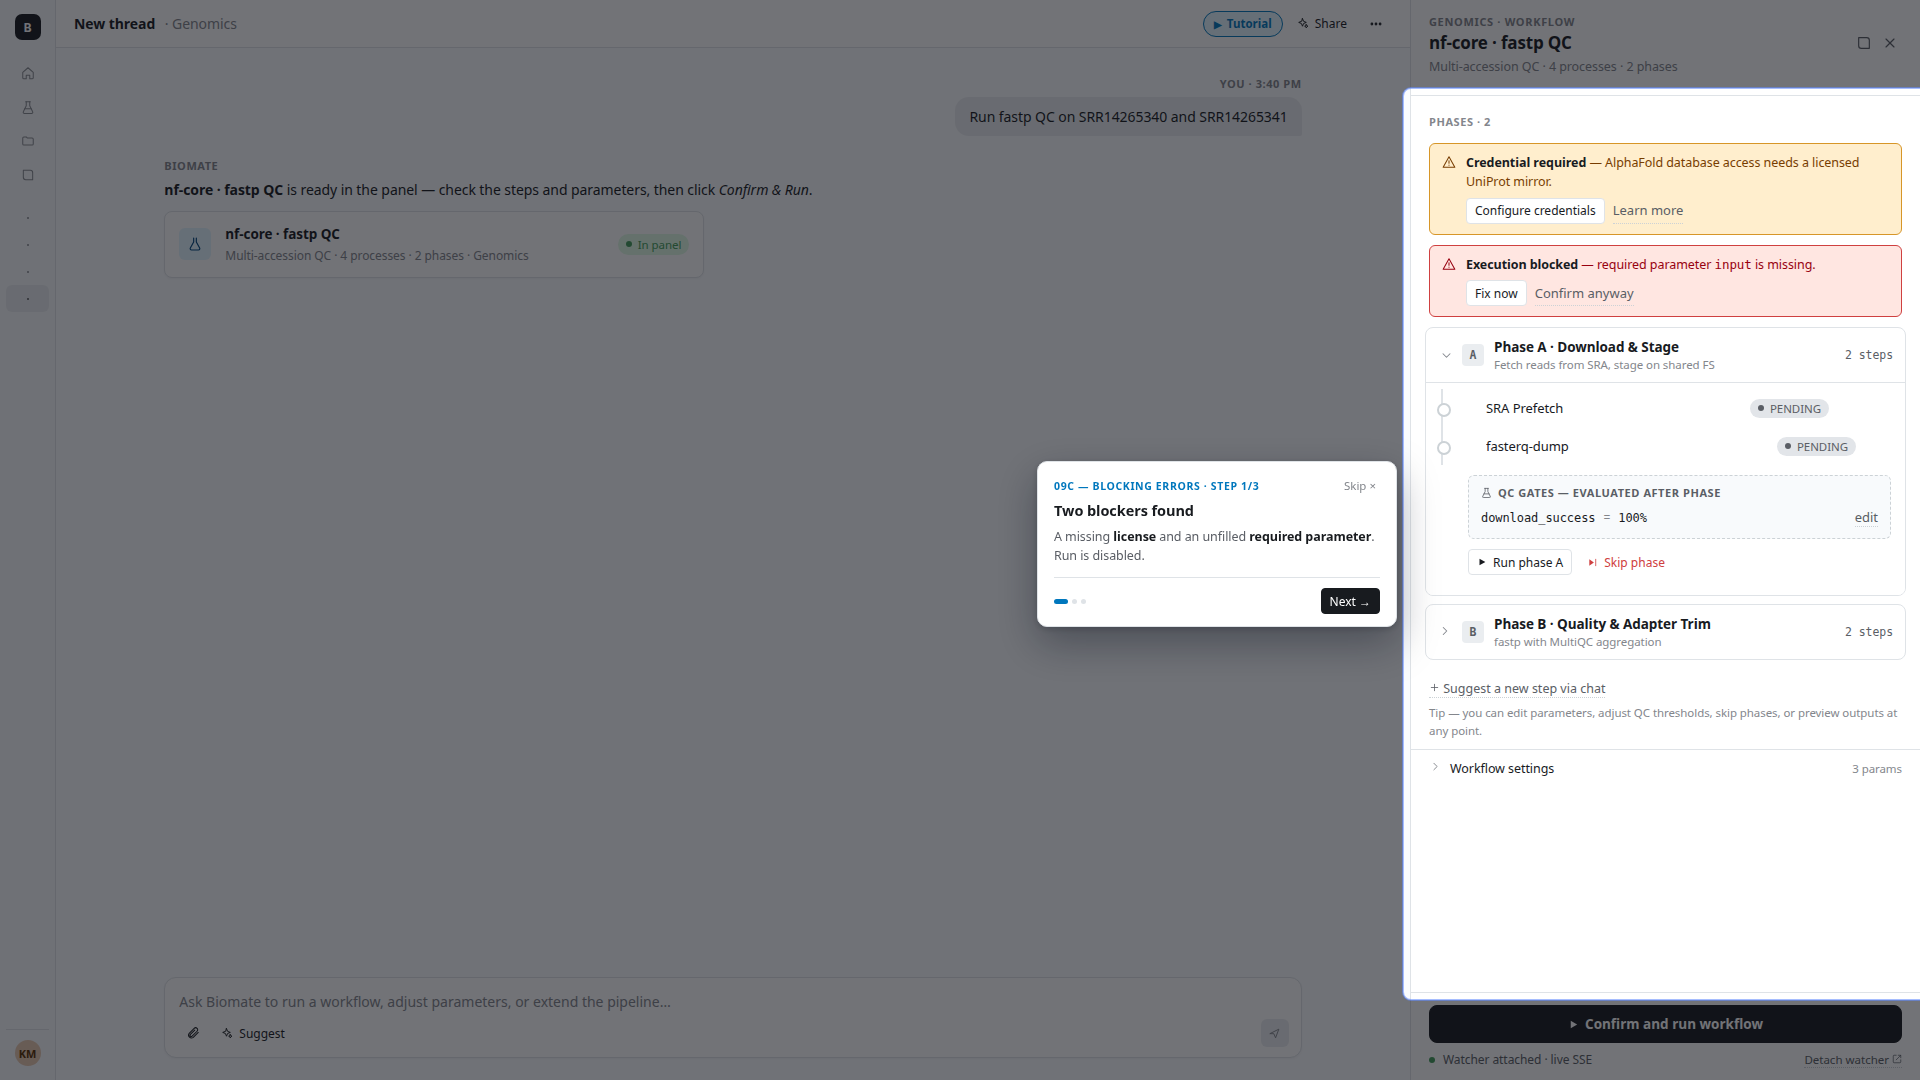 B
New thread · Genomics
▶ Tutorial
Share
YOU · 3:40 PM
Run fastp QC on SRR14265340 and SRR14265341
BIOMATE
nf-core · fastp QC is ready in the panel — check the steps and parameters, then click Confirm & Run.
nf-core · fastp QC
Multi-accession QC · 4 processes · 2 phases · Genomics
In panel
09C — BLOCKING ERRORS · STEP 1/3
Skip ×
Two blockers found
A missing license and an unfilled required parameter.
Run is disabled.
Next →
Ask Biomate to run a workflow, adjust parameters, or extend the pipeline...
Suggest
KM
GENOMICS · WORKFLOW
nf-core · fastp QC
Multi-accession QC · 4 processes · 2 phases
PHASES · 2
Credential required — AlphaFold database access needs a licensed
UniProt mirror.
Configure credentials
Learn more
Execution blocked — required parameter input is missing.
Fix now
Confirm anyway
A
Phase A · Download & Stage
Fetch reads from SRA, stage on shared FS
2 steps
SRA Prefetch
PENDING
fasterq-dump
PENDING
QC GATES — EVALUATED AFTER PHASE
download_success = 100%
edit
Run phase A
Skip phase
B
Phase B · Quality & Adapter Trim
fastp with MultiQC aggregation
2 steps
+ Suggest a new step via chat
Tip — you can edit parameters, adjust QC thresholds, skip phases, or preview outputs at
any point.
Workflow settings
3 params
Confirm and run workflow
Watcher attached · live SSE
Detach watcher